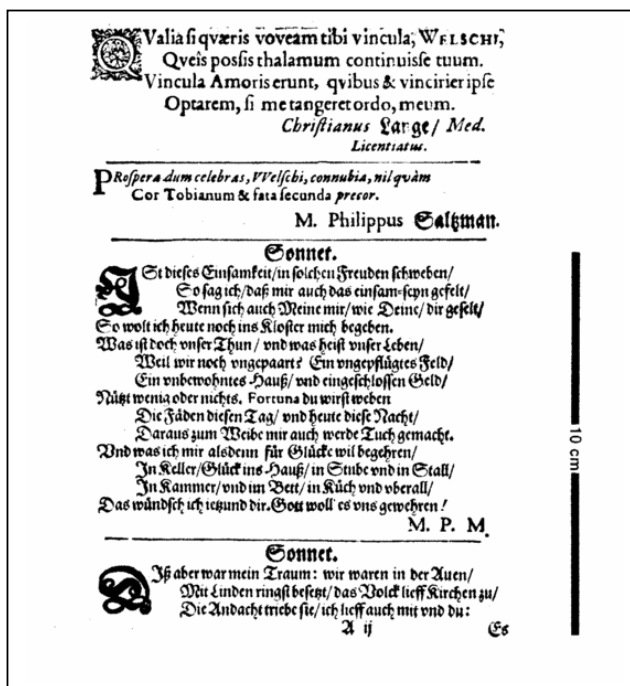 QValia si qværis voveam tibi vincula, WELSCHI,
Qveis possis thalamum continuisse tuum.
Vincula Amoris erunt, qvibus & vincirier ipse
Optarem, si me tangeret ordo, meum.
Christianus Lange/ Med.
Licentiatus.
PRospera dum celebras, VVelschi, connubia, nil quàm
Cor Tobianum & fata secunda precor.
M. Philippus Saltzman.
Sonnet.
ISt dieses Einsamkeit/ in solchen Freuden schweben/
So sag ich/ daß mir auch das einsam-seyn gefelt/
Wenn sich auch Meine mir/ wie Deine/ dir geselt/
So wolt ich heute noch ins Kloster mich begeben.
Was ist doch vnser Thun/ vnd was heist vnser Leben/
Weil wir noch vngepaart? Ein vngepflügtes Feld/
Ein vnbewohntes Hauß/ vnd eingeschlossen Geld/
Nützt wenig oder nichts. Fortuna du wirst weben
Die Fäden diesen Tag/ vnd heute diese Nacht/
Daraus zum Weibe mir auch werde Tuch gemacht.
Vnd was ich mir alsdenn für Glücke wil begehren/
In Keller/ Glück ins Hauß/ in Stube vnd in Stall/
In Kammer/ vnd im Bett/ in Küch vnd vberall/
Das wündsch ich ietzund dir. Gott woll es vns gewehren!
M. P. M.
Sonnet.
DIß aber war mein Traum: wir waren in der Auen/
Mit Linden ringst besetzt/ das Volck lieff Kirchen zu/
Die Andacht triebe sie/ ich lieff auch mit vnd du:
A ij Es
10 cm